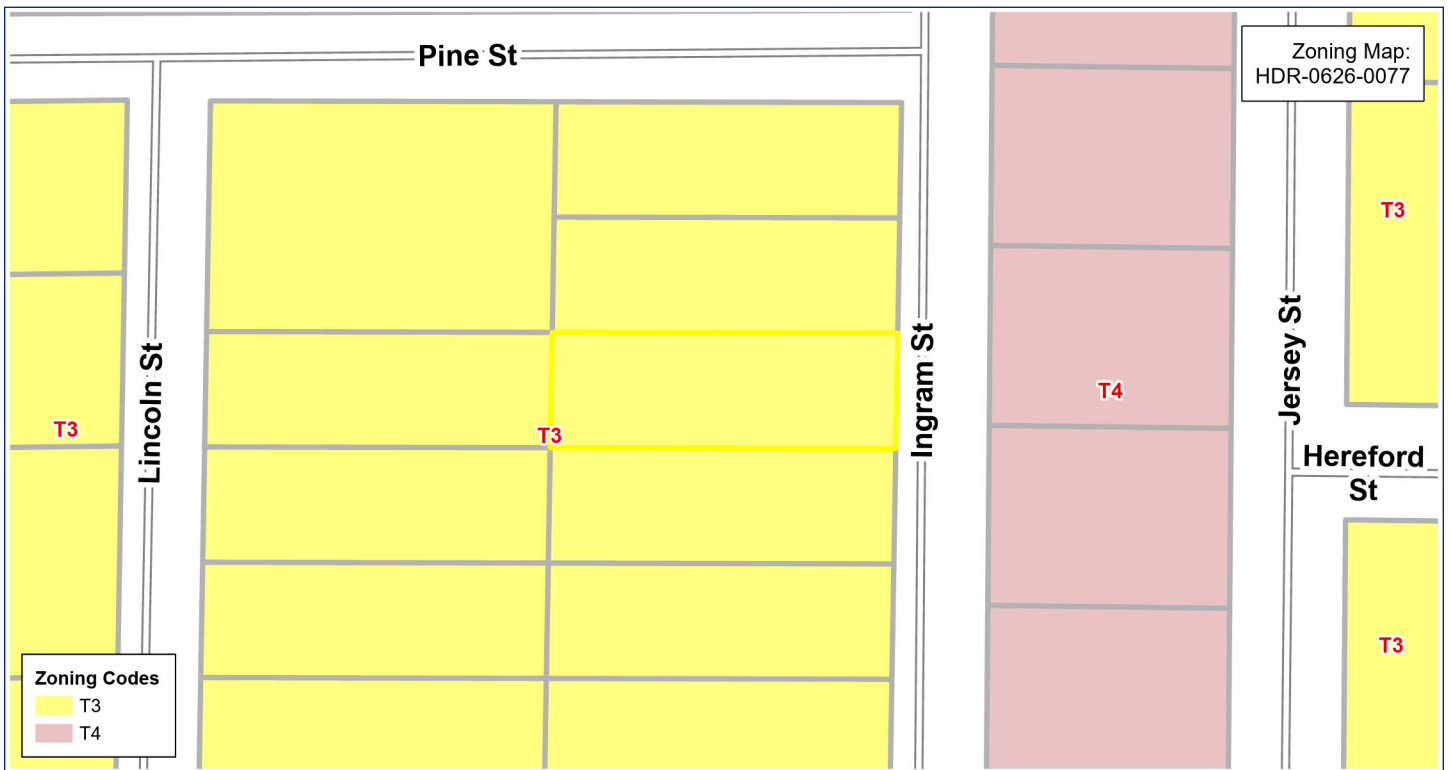 Pine St
Zoning Map:
HDR-0626-0077
T3
Lincoln St
Ingram St
Jersey St
T4
T3
T3
Hereford
St
T3
Zoning Codes
T3
T4